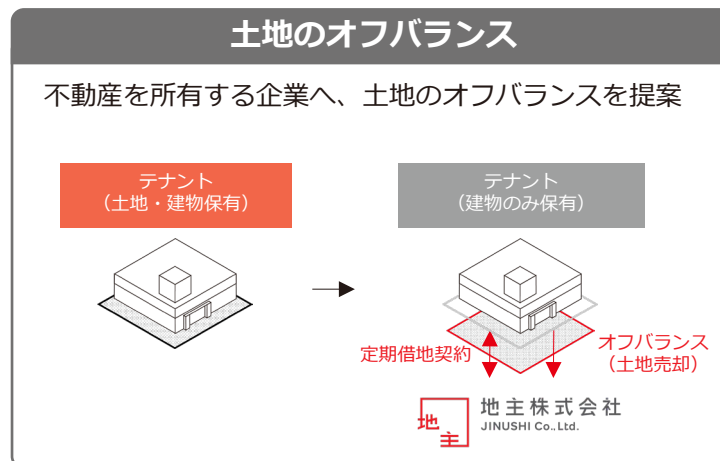 土地のオフバランス
不動産を所有する企業へ、土地のオフバランスを提案
テナント
（土地・建物保有）
テナント
（建物のみ保有）
定期借地契約
オフバランス
（土地売却）
地主
地主株式会社
JINUSHI Co.,Ltd.